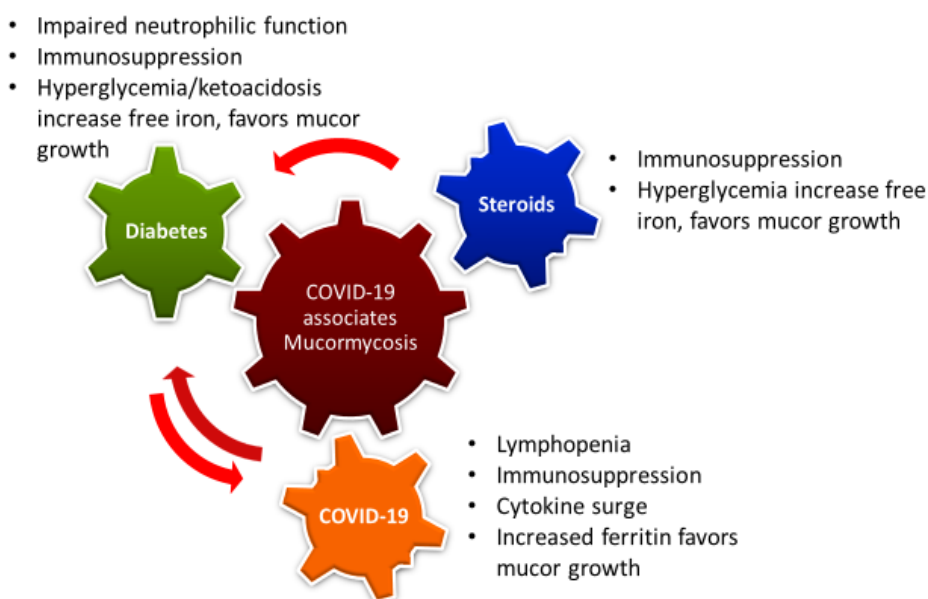 • Impaired neutrophilic function
• Immunosuppression
• Hyperglycemia/ketoacidosis
increase free iron, favors mucor
growth
Diabetes
Steroids
• Immunosuppression
• Hyperglycemia increase free
iron, favors mucor growth
COVID-19
associates
Mucormycosis
COVID-19
• Lymphopenia
• Immunosuppression
• Cytokine surge
• Increased ferritin favors
mucor growth